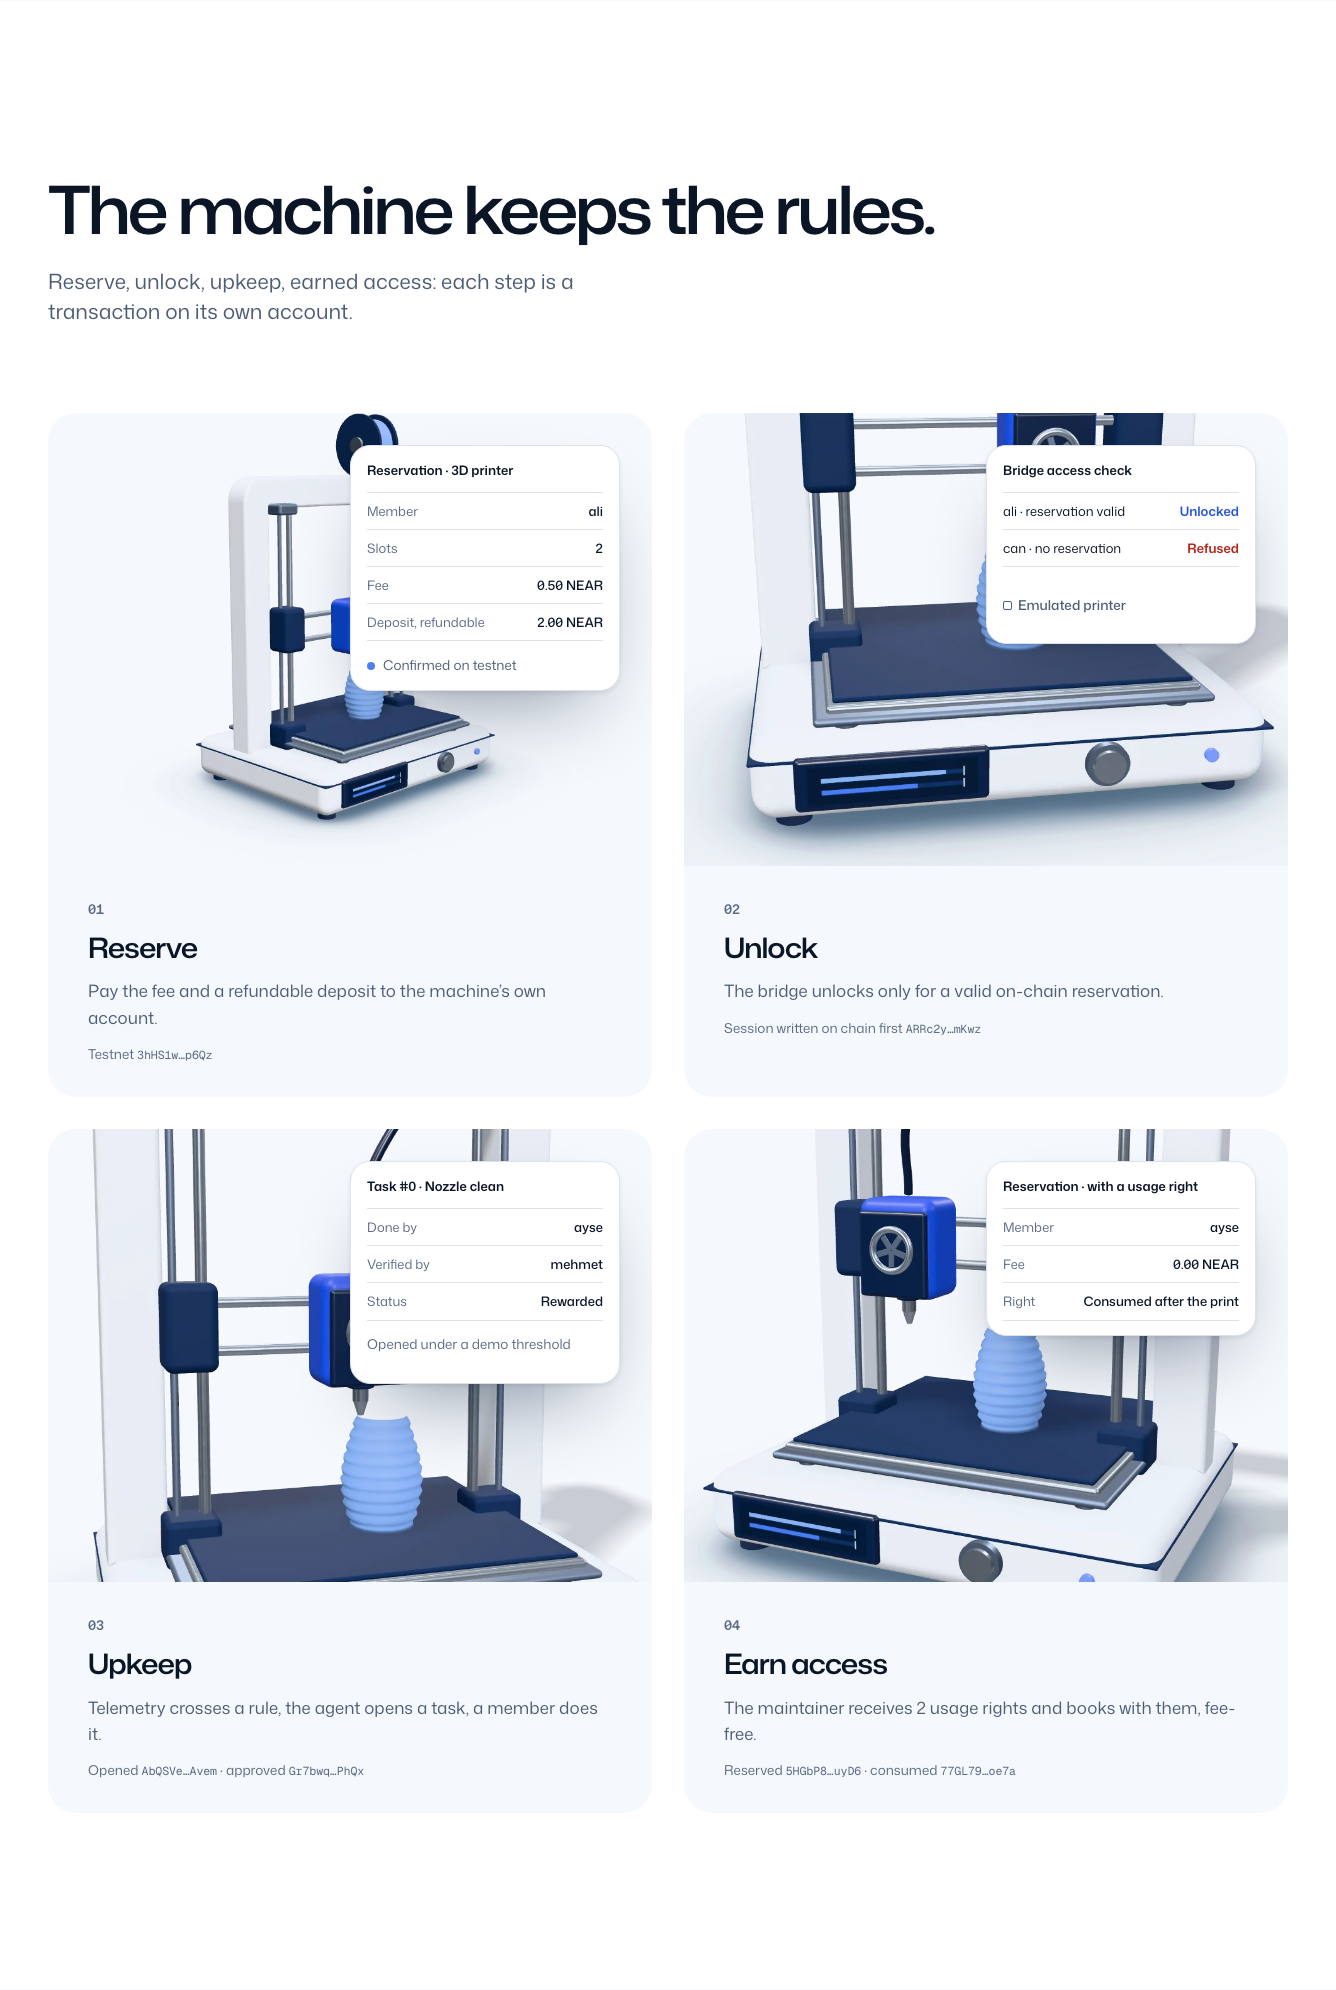 The machine keeps the rules.
Reserve, unlock, upkeep, earned access: each step is a
transaction on its own account.
Reservation · 3D printer
Member ali
Slots 2
Fee 0.50 NEAR
Deposit, refundable 2.00 NEAR
Confirmed on testnet
01
Reserve
Pay the fee and a refundable deposit to the machine’s own
account.
Testnet 3hHS1w…p6Qz
Bridge access check
ali · reservation valid Unlocked
can · no reservation Refused
Emulated printer
02
Unlock
The bridge unlocks only for a valid on-chain reservation.
Session written on chain first ARRc2y…mKwz
Task #0 · Nozzle clean
Done by ayse
Verified by mehmet
Status Rewarded
Opened under a demo threshold
03
Upkeep
Telemetry crosses a rule, the agent opens a task, a member does
it.
Opened AbQSVe…Avem · approved Gr7bwq…PhQx
Reservation · with a usage right
Member ayse
Fee 0.00 NEAR
Right Consumed after the print
04
Earn access
The maintainer receives 2 usage rights and books with them, fee-
free.
Reserved 5HGbP8…uyD6 · consumed 77GL79…oe7a